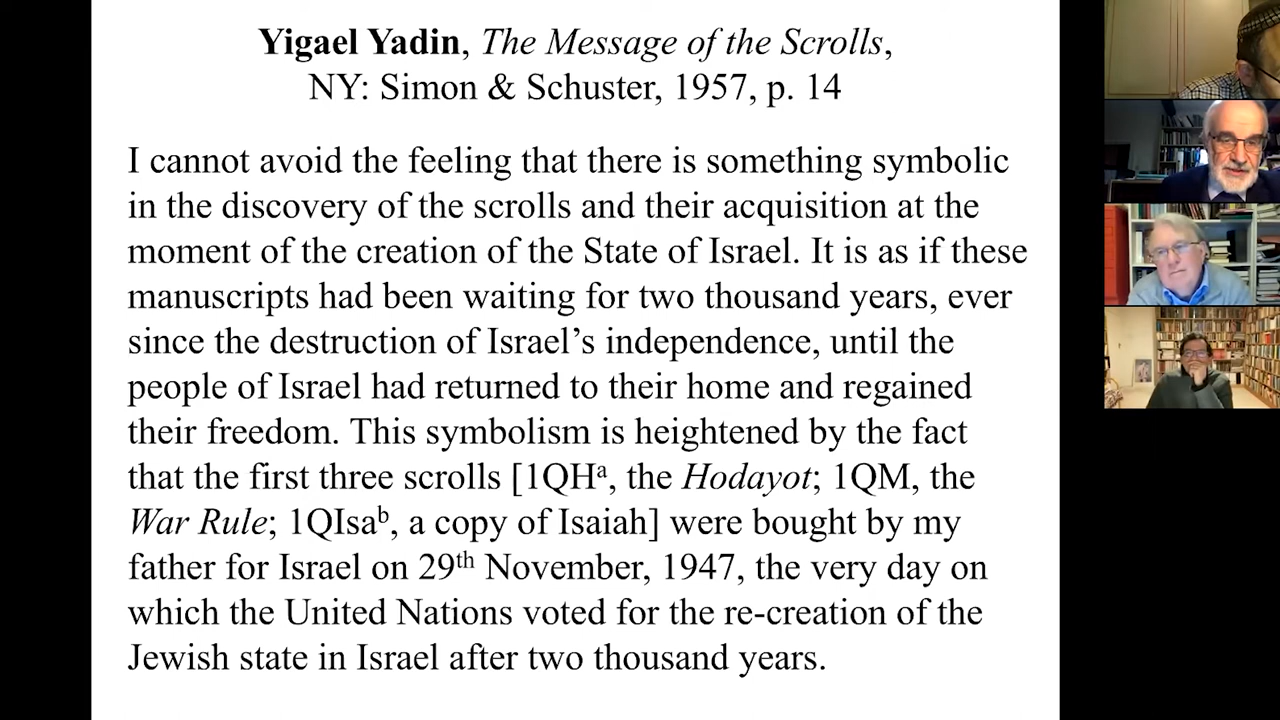 Yigael Yadin, The Message of the Scrolls,
NY: Simon & Schuster, 1957, p. 14
I cannot avoid the feeling that there is something symbolic
in the discovery of the scrolls and their acquisition at the
moment of the creation of the State of Israel. It is as if these
manuscripts had been waiting for two thousand years, ever
since the destruction of Israel’s independence, until the
people of Israel had returned to their home and regained
their freedom. This symbolism is heightened by the fact
that the first three scrolls [1QHᵃ, the Hodayot; 1QM, the
War Rule; 1QIsaᵇ, a copy of Isaiah] were bought by my
father for Israel on 29ᵗʰ November, 1947, the very day on
which the United Nations voted for the re-creation of the
Jewish state in Israel after two thousand years.